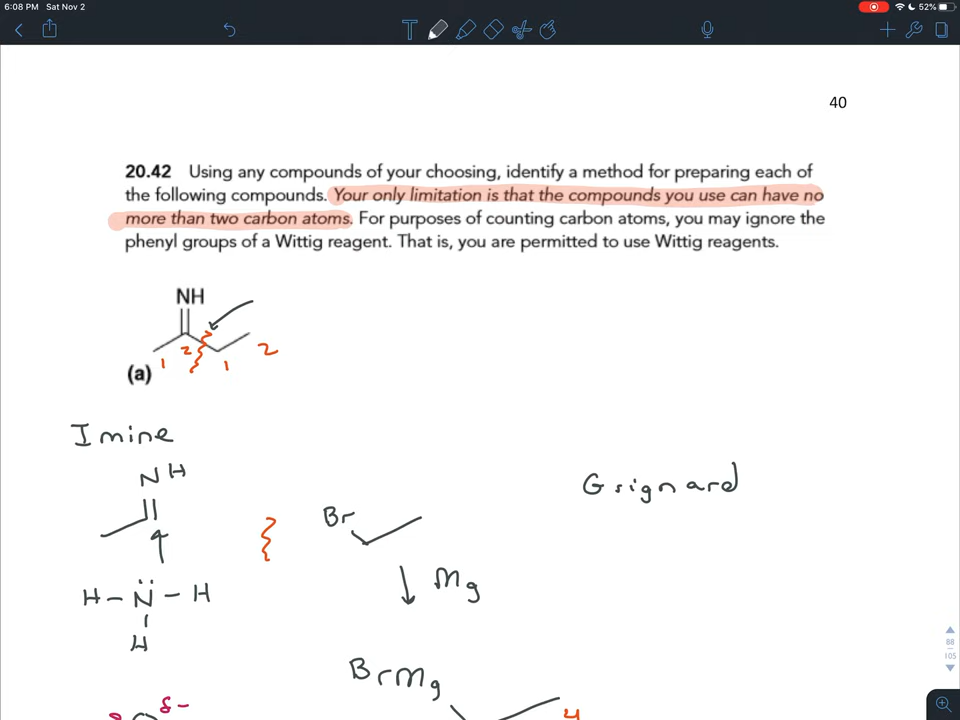 6:08 PM Sat Nov 2
52%
40
20.42 Using any compounds of your choosing, identify a method for preparing each of
the following compounds. Your only limitation is that the compounds you use can have no
more than two carbon atoms. For purposes of counting carbon atoms, you may ignore the
phenyl groups of a Wittig reagent. That is, you are permitted to use Wittig reagents.
NH
1 2 1 2
(a)
Imine
NH
Grignard
Br
H - N - H
H
Mg
BrMg
δ-
4
88
105